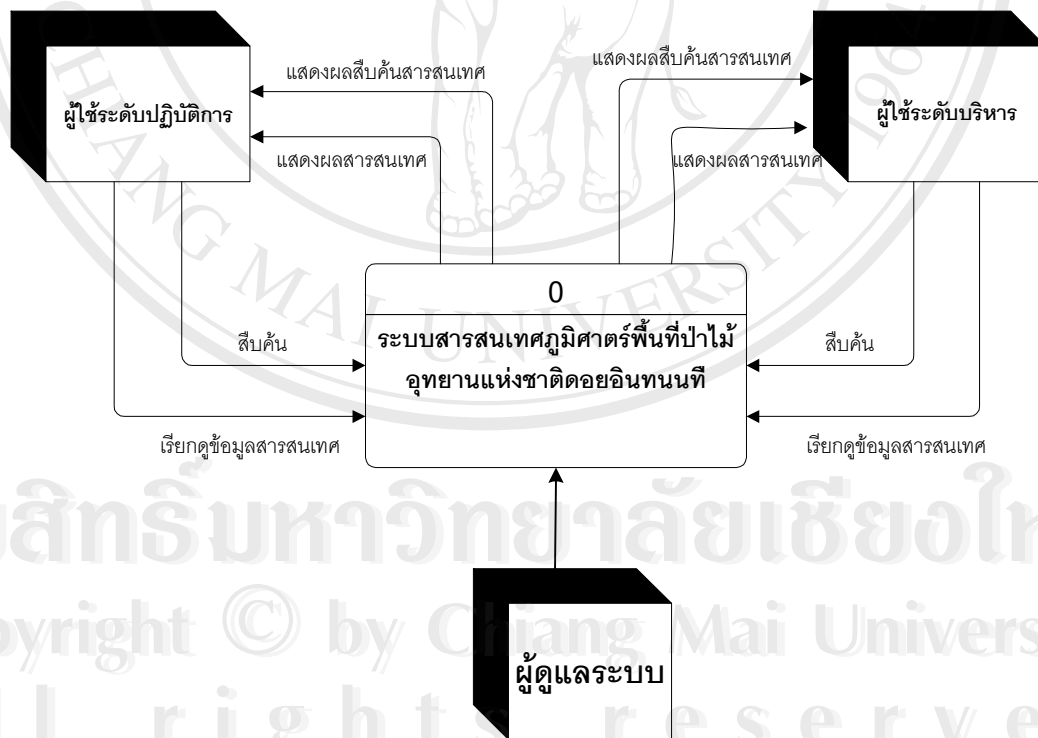 แสดงผลสืบค้นสารสนเทศ
แสดงผลสืบค้นสารสนเทศ
ผู้ใช้ระดับปฏิบัติการ
ผู้ใช้ระดับบริหาร
แสดงผลสารสนเทศ
แสดงผลสารสนเทศ
0
ระบบสารสนเทศภูมิศาตร์พื้นที่ป่าไม้
อุทยานแห่งชาติดอยอินทนนที
สืบค้น
สืบค้น
เรียกดูข้อมูลสารสนเทศ
เรียกดูข้อมูลสารสนเทศ
ผู้ดูแลระบบ
CHIANG MAI UNIVERSITY 1964
สิทธิ์มหาวิทยาลัยเชียงให
pyright © by Chiang Mai Univers
l rights reserve